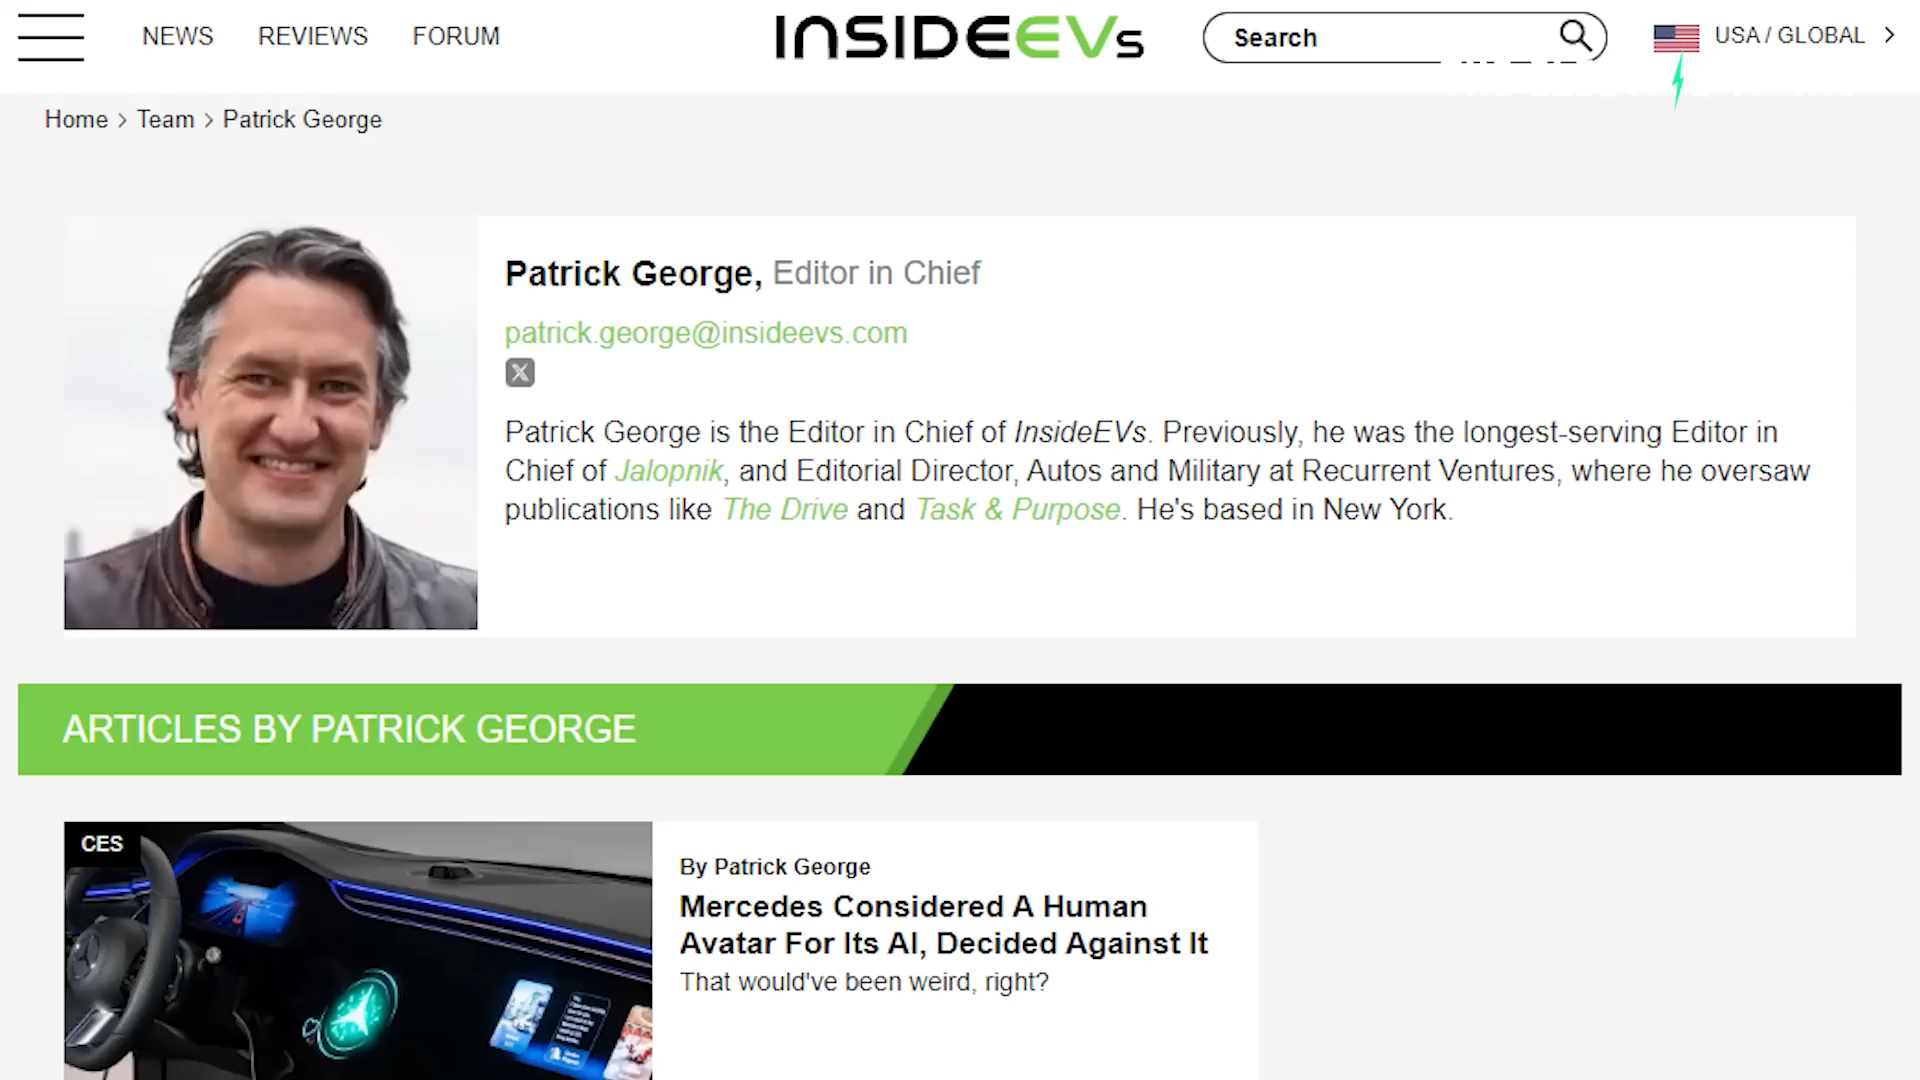 NEWS REVIEWS FORUM INSIDEEVs Search USA / GLOBAL
Home > Team > Patrick George
Patrick George, Editor in Chief
patrick.george@insideevs.com
X
Patrick George is the Editor in Chief of InsideEVs. Previously, he was the longest-serving Editor in
Chief of Jalopnik, and Editorial Director, Autos and Military at Recurrent Ventures, where he oversaw
publications like The Drive and Task & Purpose. He's based in New York.
ARTICLES BY PATRICK GEORGE
CES
By Patrick George
Mercedes Considered A Human
Avatar For Its AI, Decided Against It
That would've been weird, right?